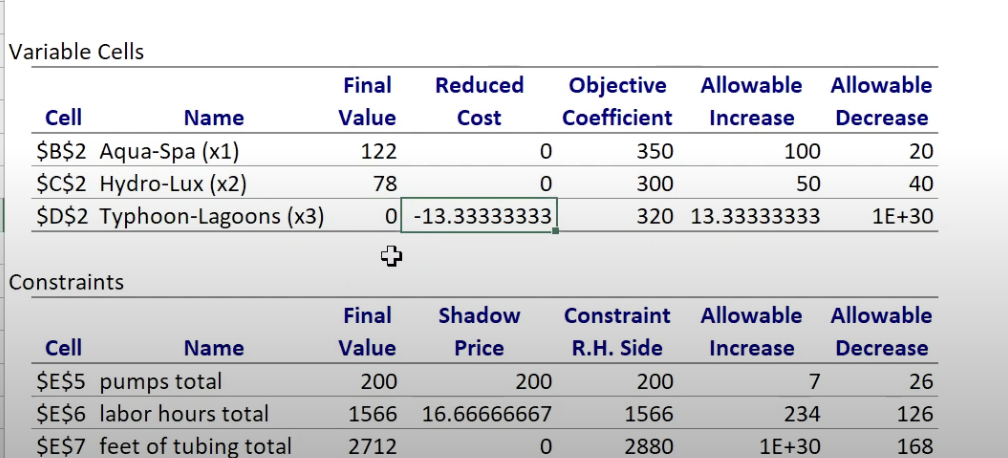 Variable Cells
Final Reduced Objective Allowable Allowable
Cell Name Value Cost Coefficient Increase Decrease
$B$2 Aqua-Spa (x1) 122 0 350 100 20
$C$2 Hydro-Lux (x2) 78 0 300 50 40
$D$2 Typhoon-Lagoons (x3) 0 -13.33333333 320 13.33333333 1E+30
Constraints
Final Shadow Constraint Allowable Allowable
Cell Name Value Price R.H. Side Increase Decrease
$E$5 pumps total 200 200 200 7 26
$E$6 labor hours total 1566 16.66666667 1566 234 126
$E$7 feet of tubing total 2712 0 2880 1E+30 168